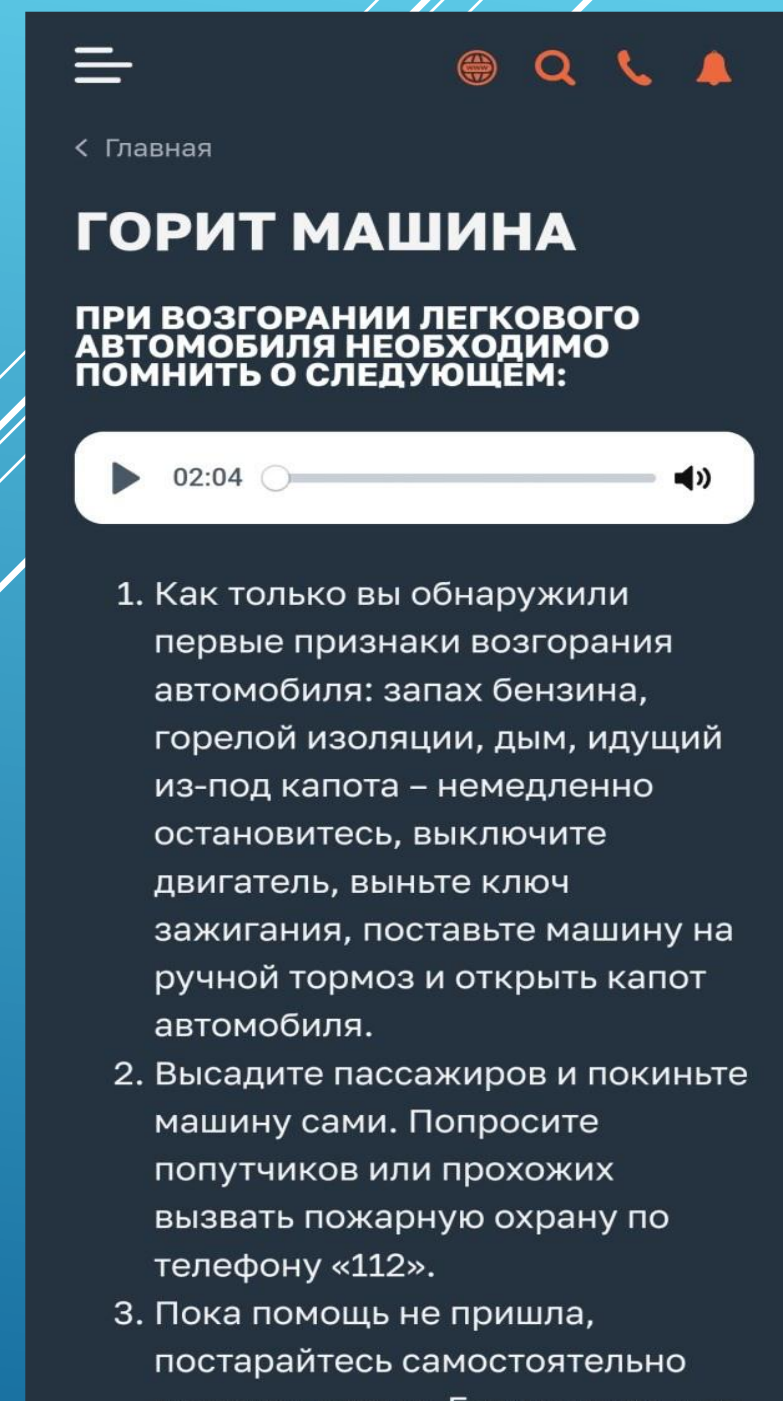 www
< Главная
ГОРИТ МАШИНА
ПРИ ВОЗГОРАНИИ ЛЕГКОВОГО
АВТОМОБИЛЯ НЕОБХОДИМО
ПОМНИТЬ О СЛЕДУЮЩЕМ:
02:04
1. Как только вы обнаружили
первые признаки возгорания
автомобиля: запах бензина,
горелой изоляции, дым, идущий
из-под капота – немедленно
остановитесь, выключите
двигатель, выньте ключ
зажигания, поставьте машину на
ручной тормоз и открыть капот
автомобиля.
2. Высадите пассажиров и покиньте
машину сами. Попросите
попутчиков или прохожих
вызвать пожарную охрану по
телефону «112».
3. Пока помощь не пришла,
постарайтесь самостоятельно